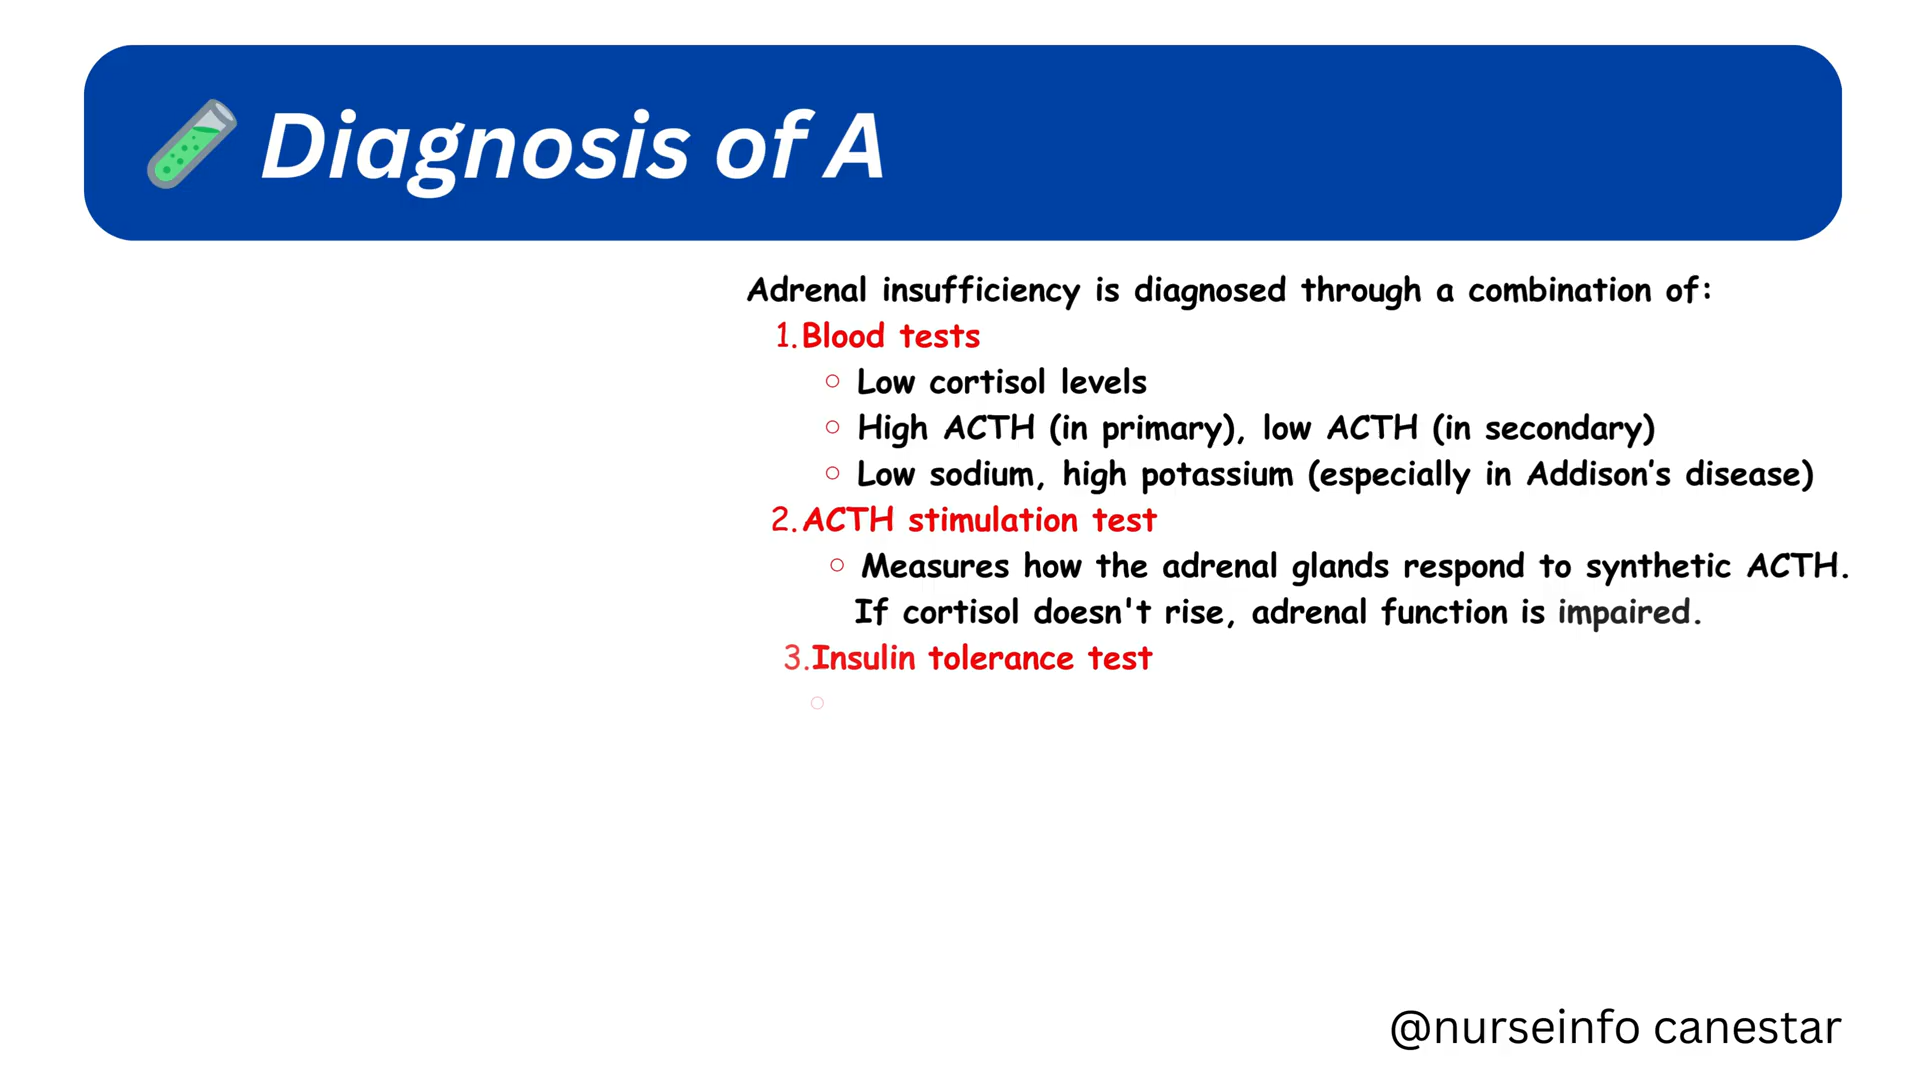 Diagnosis of A
Adrenal insufficiency is diagnosed through a combination of:
1. Blood tests
○ Low cortisol levels
○ High ACTH (in primary), low ACTH (in secondary)
○ Low sodium, high potassium (especially in Addison’s disease)
2. ACTH stimulation test
○ Measures how the adrenal glands respond to synthetic ACTH.
If cortisol doesn't rise, adrenal function is impaired.
3. Insulin tolerance test
○
@nurseinfo canestar